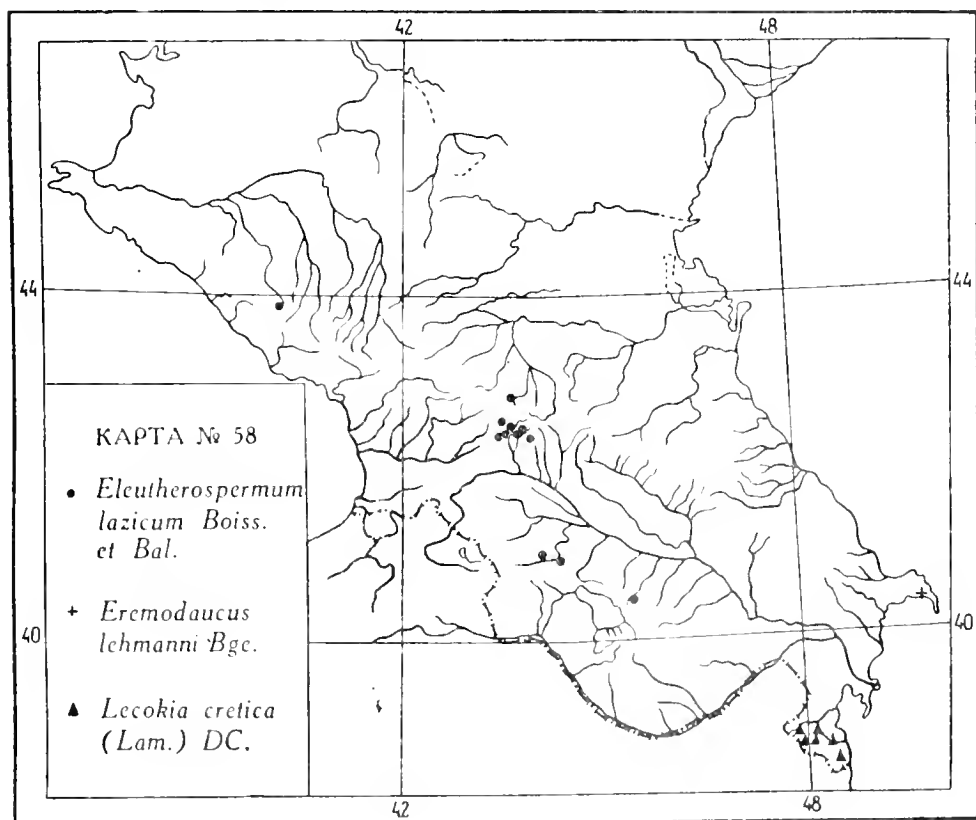 42 48
44 44
КАРТА № 58
• Eleutherospermum
lazicum Boiss.
et Bal.
+ Eremodaucus
lehmanni Bge.
▲ Lecokia cretica
(Lam.) DC.
40 40
42 48